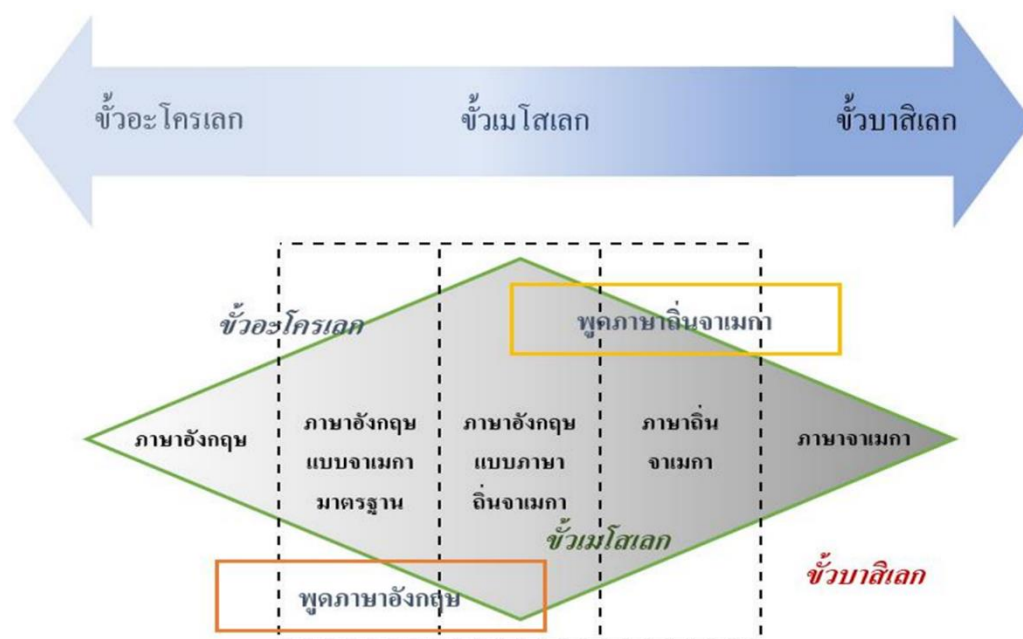 ขั้วอะโครเลก
ขั้วเมโสเลก
ขั้วบาสิเลก
ขั้วอะโครเลก
พูดภาษาถิ่นจาเมกา
ภาษาอังกฤษ
ภาษาอังกฤษ
แบบจาเมกา
มาตรฐาน
ภาษาอังกฤษ
แบบภาษา
ถิ่นจาเมกา
ภาษาถิ่น
จาเมกา
ภาษาจาเมกา
ขั้วเมโสเลก
ขั้วบาสิเลก
พูดภาษาอังกฤษ